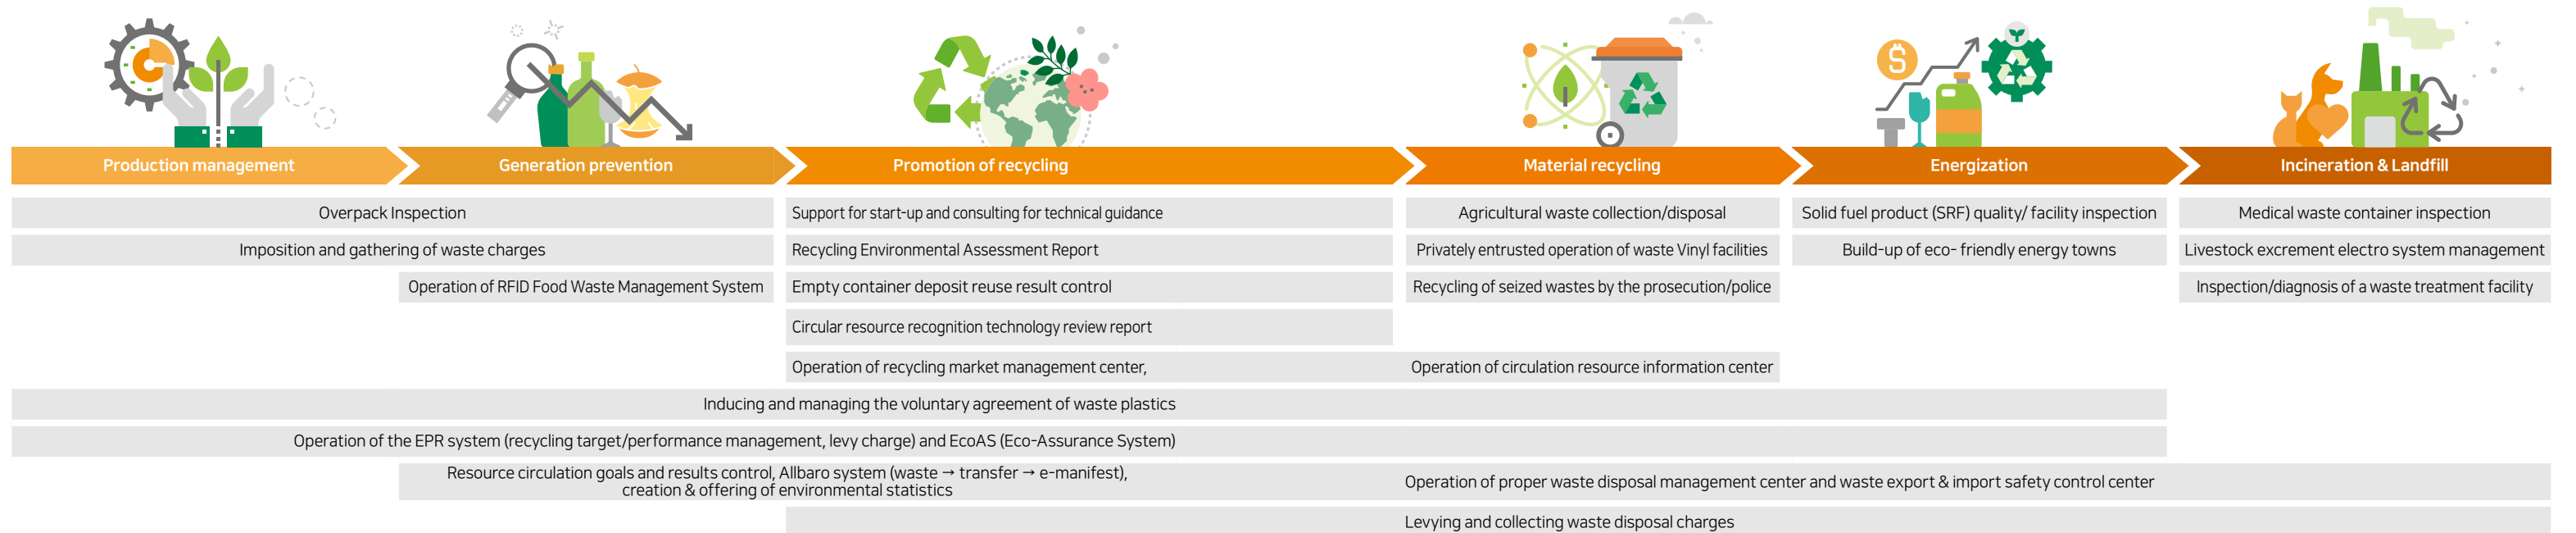 Production management
Generation prevention
Promotion of recycling
Material recycling
Energization
Incineration & Landfill
Overpack Inspection
Support for start-up and consulting for technical guidance
Agricultural waste collection/disposal
Solid fuel product (SRF) quality/ facility inspection
Medical waste container inspection
Imposition and gathering of waste charges
Recycling Environmental Assessment Report
Privately entrusted operation of waste Vinyl facilities
Build-up of eco- friendly energy towns
Livestock excrement electro system management
Operation of RFID Food Waste Management System
Empty container deposit reuse result control
Recycling of seized wastes by the prosecution/police
Inspection/diagnosis of a waste treatment facility
Circular resource recognition technology review report
Operation of recycling market management center,
Operation of circulation resource information center
Inducing and managing the voluntary agreement of waste plastics
Operation of the EPR system (recycling target/performance management, levy charge) and EcoAS (Eco-Assurance System)
Resource circulation goals and results control, Allbaro system (waste → transfer → e-manifest),
creation & offering of environmental statistics
Operation of proper waste disposal management center and waste export & import safety control center
Levying and collecting waste disposal charges